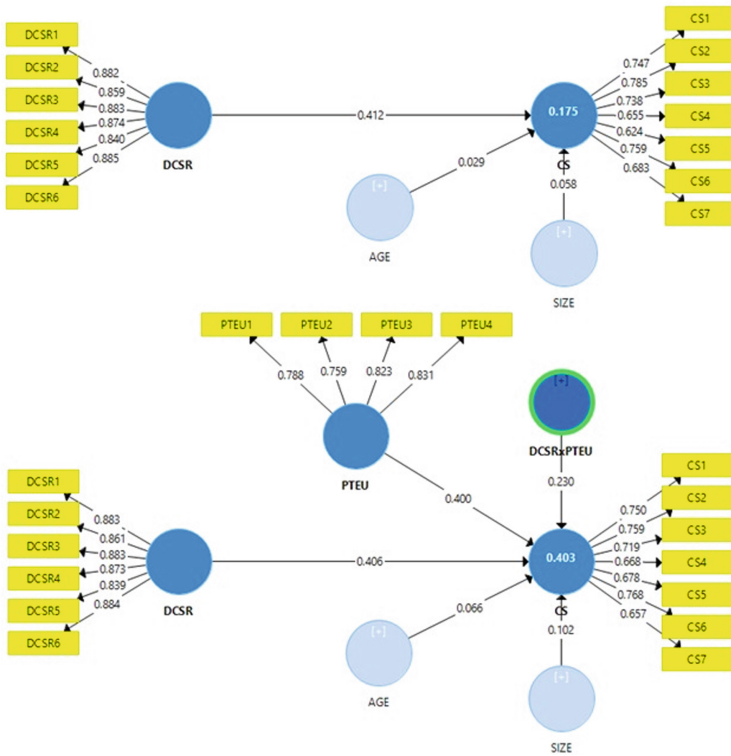 DCSR1
DCSR2
DCSR3
DCSR4
DCSR5
DCSR6
0.882
0.859
0.883
0.874
0.840
0.885
DCSR
0.412
0.175
CS
0.747
0.785
0.738
0.655
0.624
0.759
0.683
CS1
CS2
CS3
CS4
CS5
CS6
CS7
[+]
AGE
0.029
0.058
[+]
SIZE
PTEU1
PTEU2
PTEU3
PTEU4
0.788
0.759
0.823
0.831
PTEU
[+]
DCSRxPTEU
0.400
0.230
DCSR1
DCSR2
DCSR3
DCSR4
DCSR5
DCSR6
0.883
0.861
0.883
0.873
0.839
0.884
DCSR
0.406
0.403
CS
0.750
0.759
0.719
0.668
0.678
0.768
0.657
CS1
CS2
CS3
CS4
CS5
CS6
CS7
[+]
AGE
0.066
0.102
[+]
SIZE